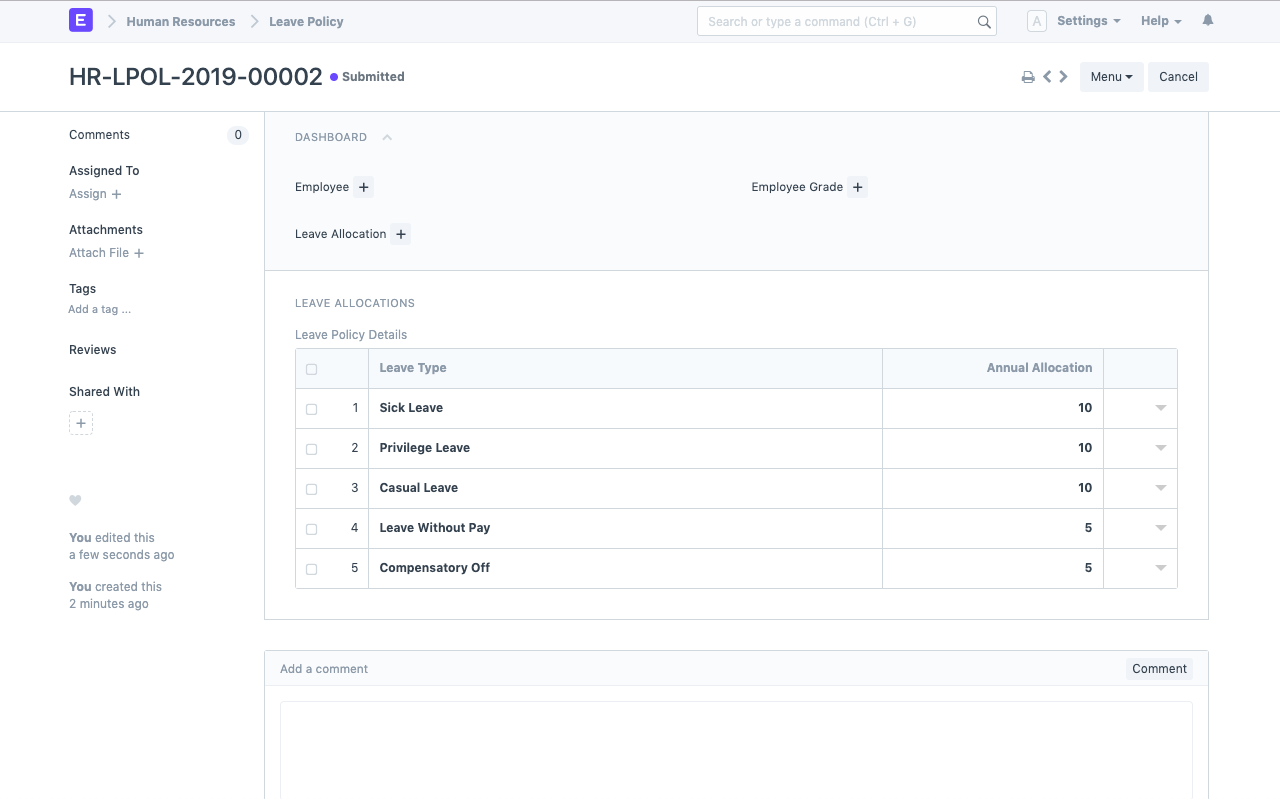 E Human Resources Leave Policy Search or type a command (Ctrl + G) A Settings Help
HR-LPOL-2019-00002 Submitted Menu Cancel
Comments 0
Assigned To
Assign +
Attachments
Attach File +
Tags
Add a tag ...
Reviews
Shared With
+
You edited this
a few seconds ago
You created this
2 minutes ago
DASHBOARD
Employee + Employee Grade +
Leave Allocation +
LEAVE ALLOCATIONS
Leave Policy Details
Leave Type Annual Allocation
1 Sick Leave 10
2 Privilege Leave 10
3 Casual Leave 10
4 Leave Without Pay 5
5 Compensatory Off 5
Add a comment Comment